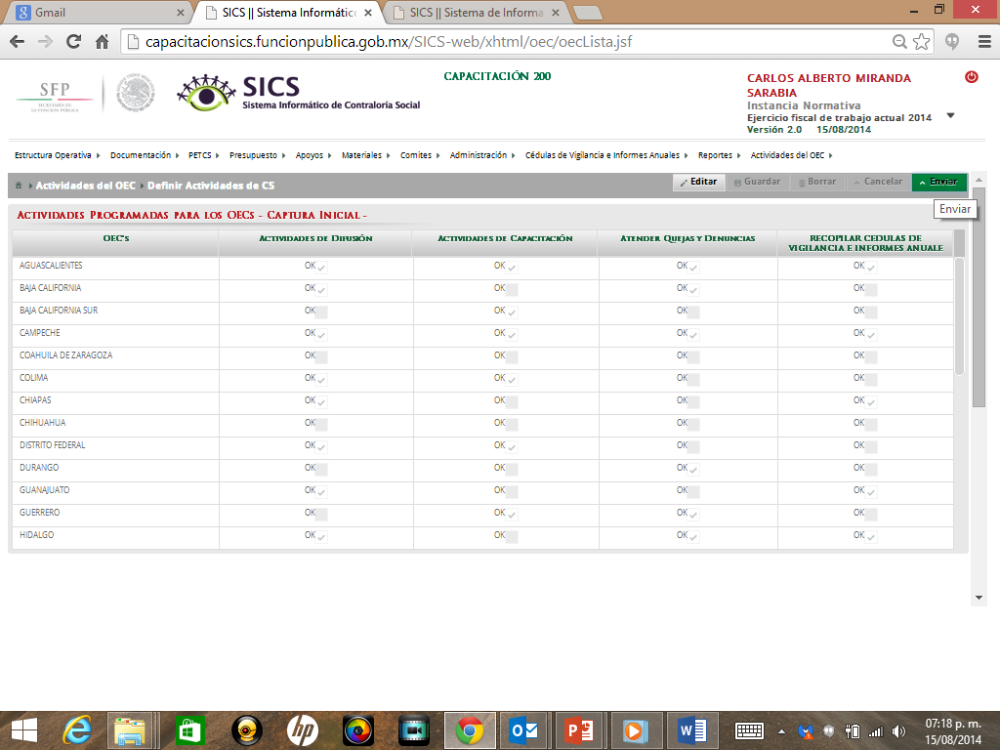 Gmail
SICS || Sistema Informátic
SICS || Sistema de Informa
capacitacionsics.funcionpublica.gob.mx/SICS-web/xhtml/oec/oecLista.jsf
SFP
SECRETARÍA DE
LA FUNCIÓN PÚBLICA
SICS
Sistema Informático de Contraloría Social
CAPACITACIÓN 200
CARLOS ALBERTO MIRANDA
SARABIA
Instancia Normativa
Ejercicio fiscal de trabajo actual 2014
Versión 2.0 15/08/2014
Estructura Operativa Documentación PETCS Presupuesto Apoyos Materiales Comites Administración Cédulas de Vigilancia e Informes Anuales Reportes Actividades del OEC
Actividades del OEC Definir Actividades de CS
Editar Guardar Borrar Cancelar Enviar
Enviar
Actividades Programadas para los OECs - Captura Inicial -
OEC's Actividades de Difusión Actividades de Capacitación Atender Quejas y Denuncias Recopilar Cedulas de
Vigilancia e Informes Anuale
AGUASCALIENTES OK OK OK OK
BAJA CALIFORNIA OK OK OK OK
BAJA CALIFORNIA SUR OK OK OK OK
CAMPECHE OK OK OK OK
COAHUILA DE ZARAGOZA OK OK OK OK
COLIMA OK OK OK OK
CHIAPAS OK OK OK OK
CHIHUAHUA OK OK OK OK
DISTRITO FEDERAL OK OK OK OK
DURANGO OK OK OK OK
GUANAJUATO OK OK OK OK
GUERRERO OK OK OK OK
HIDALGO OK OK OK OK
07:18 p. m.
15/08/2014